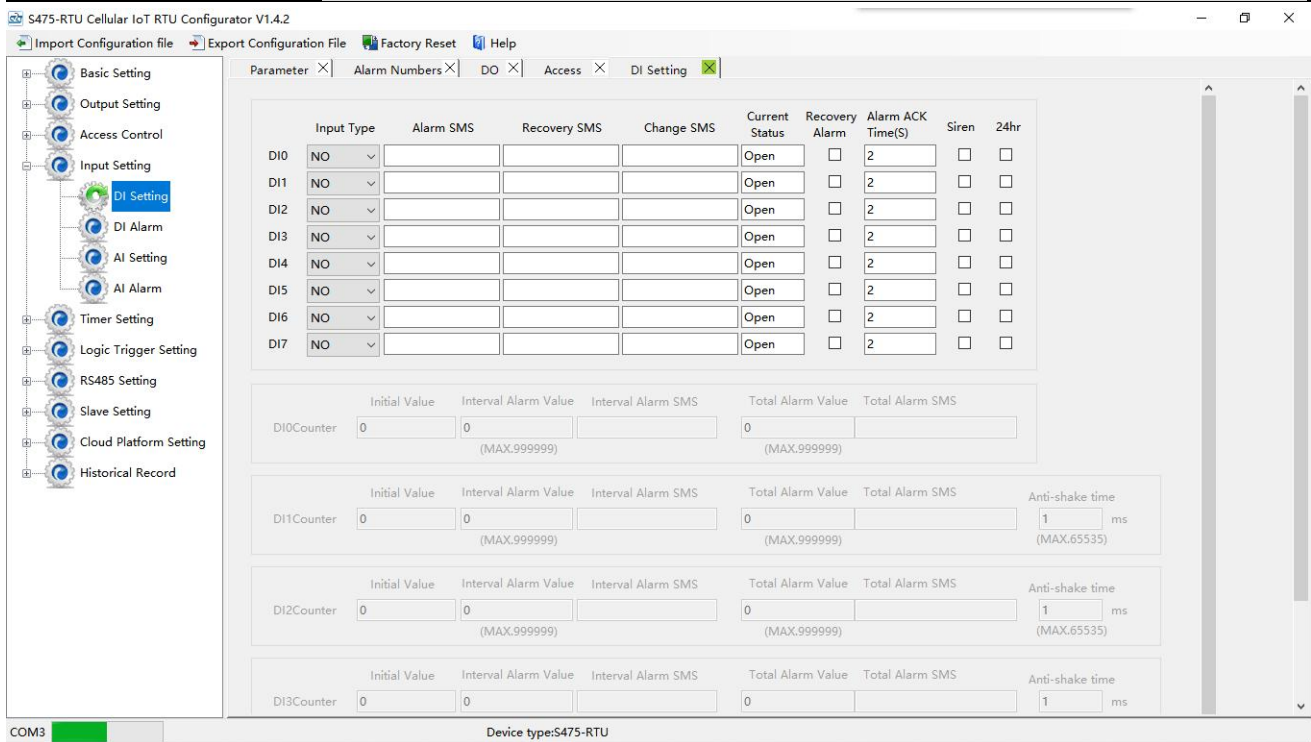 S475-RTU Cellular IoT RTU Configurator V1.4.2
Import Configuration file Export Configuration File Factory Reset Help
Basic Setting
Output Setting
Access Control
Input Setting
DI Setting
DI Alarm
AI Setting
AI Alarm
Timer Setting
Logic Trigger Setting
RS485 Setting
Slave Setting
Cloud Platform Setting
Historical Record
Parameter Alarm Numbers DO Access DI Setting
Input Type Alarm SMS Recovery SMS Change SMS Current Status Recovery Alarm Alarm ACK Time(S) Siren 24hr
DI0 NO Open 2
DI1 NO Open 2
DI2 NO Open 2
DI3 NO Open 2
DI4 NO Open 2
DI5 NO Open 2
DI6 NO Open 2
DI7 NO Open 2
Initial Value Interval Alarm Value Interval Alarm SMS Total Alarm Value Total Alarm SMS
DI0Counter 0 0 0
(MAX.999999) (MAX.999999)
Initial Value Interval Alarm Value Interval Alarm SMS Total Alarm Value Total Alarm SMS Anti-shake time
DI1Counter 0 0 0 1 ms
(MAX.999999) (MAX.999999) (MAX.65535)
Initial Value Interval Alarm Value Interval Alarm SMS Total Alarm Value Total Alarm SMS Anti-shake time
DI2Counter 0 0 0 1 ms
(MAX.999999) (MAX.999999) (MAX.65535)
Initial Value Interval Alarm Value Interval Alarm SMS Total Alarm Value Total Alarm SMS Anti-shake time
DI3Counter 0 0 0 1 ms
COM3 Device type:S475-RTU